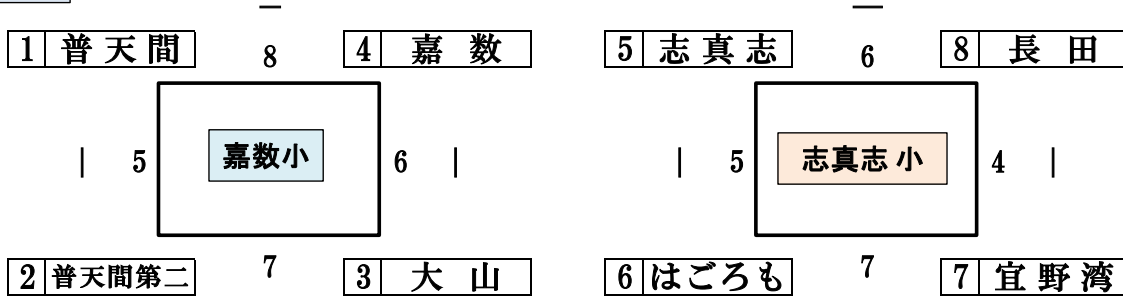 1 普天間 8 4 嘉数
| 5 嘉数小 6 |
2 普天間第二 7 3 大山
5 志真志 6 8 長田
| 5 志真志小 4 |
6 はごろも 7 7 宜野湾